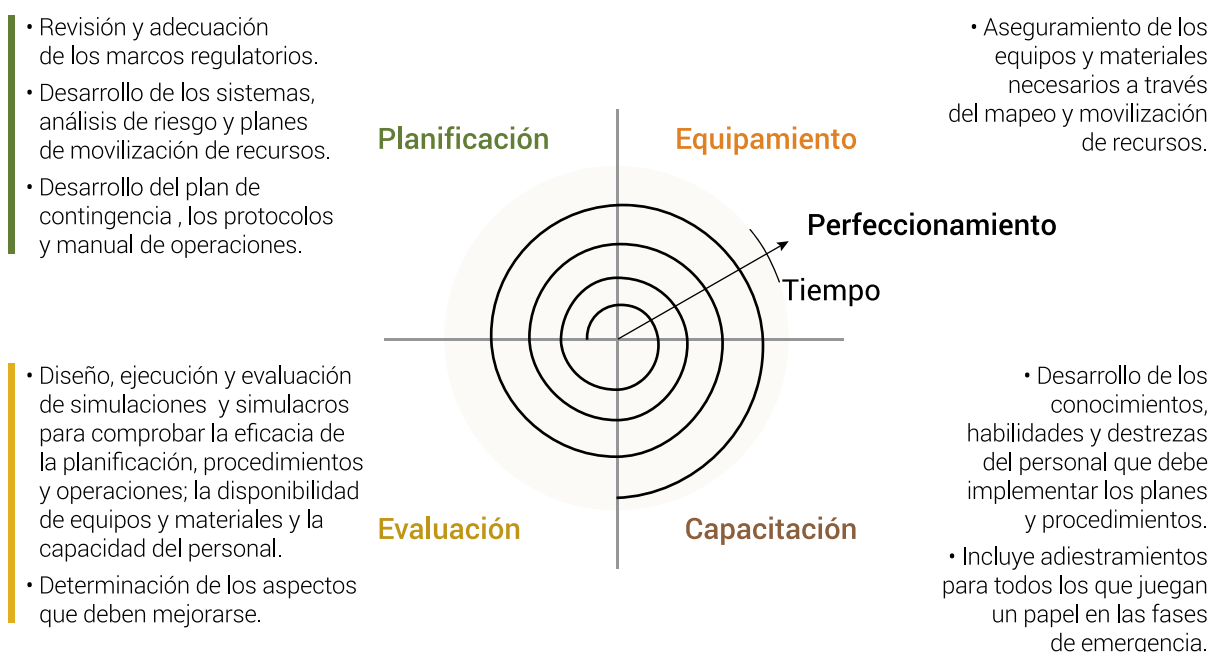 • Revisión y adecuación
de los marcos regulatorios.
• Desarrollo de los sistemas,
análisis de riesgo y planes
de movilización de recursos.
• Desarrollo del plan de
contingencia , los protocolos
y manual de operaciones.
Planificación
Equipamiento
• Aseguramiento de los
equipos y materiales
necesarios a través
del mapeo y movilización
de recursos.
Perfeccionamiento
Tiempo
• Diseño, ejecución y evaluación
de simulaciones y simulacros
para comprobar la eficacia de
la planificación, procedimientos
y operaciones; la disponibilidad
de equipos y materiales y la
capacidad del personal.
• Determinación de los aspectos
que deben mejorarse.
Evaluación
Capacitación
• Desarrollo de los
conocimientos,
habilidades y destrezas
del personal que debe
implementar los planes
y procedimientos.
• Incluye adiestramientos
para todos los que juegan
un papel en las fases
de emergencia.